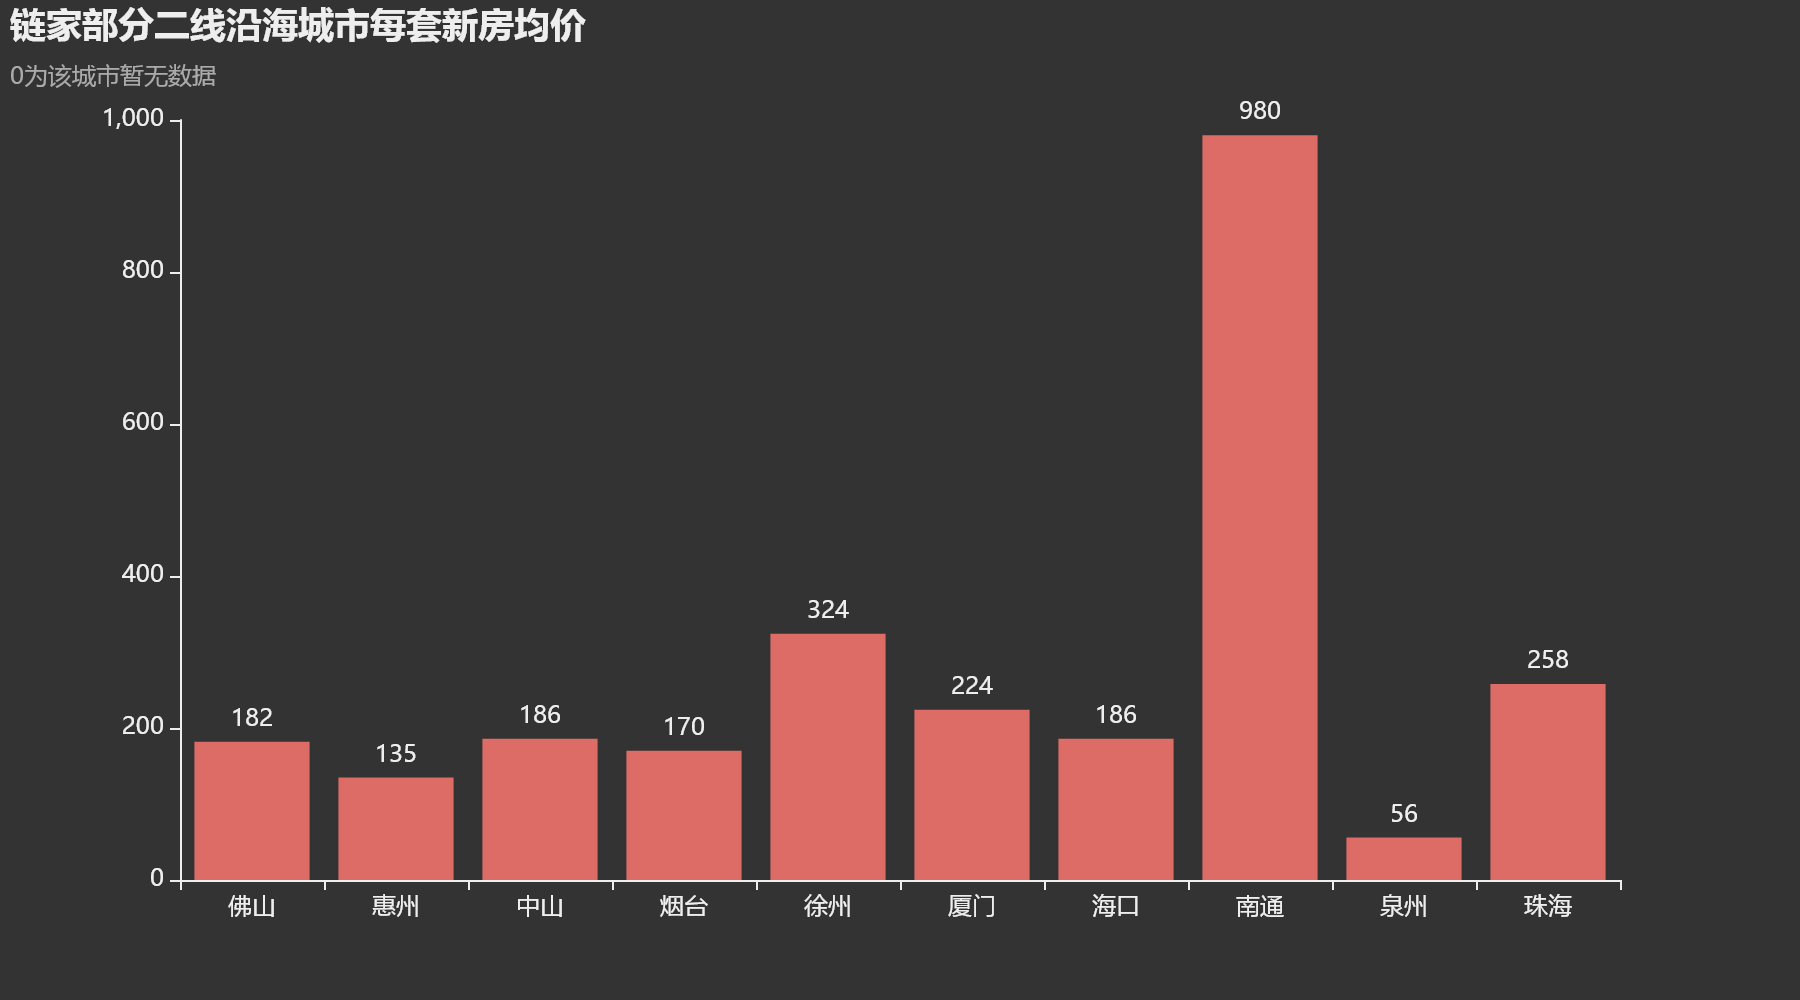 链家部分二线沿海城市每套新房均价
0为该城市暂无数据
1,000
800
600
400
200
0
182
135
186
170
324
224
186
980
56
258
佛山
惠州
中山
烟台
徐州
厦门
海口
南通
泉州
珠海